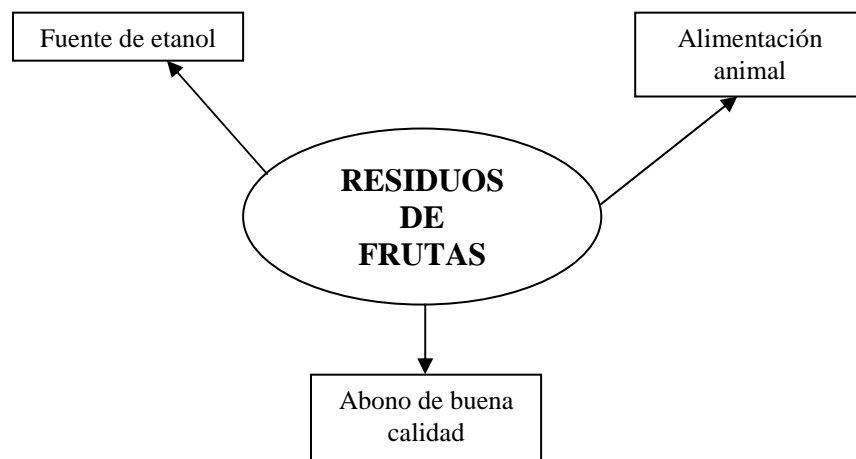 Fuente de etanol
Alimentación
animal
RESIDUOS
DE
FRUTAS
Abono de buena
calidad